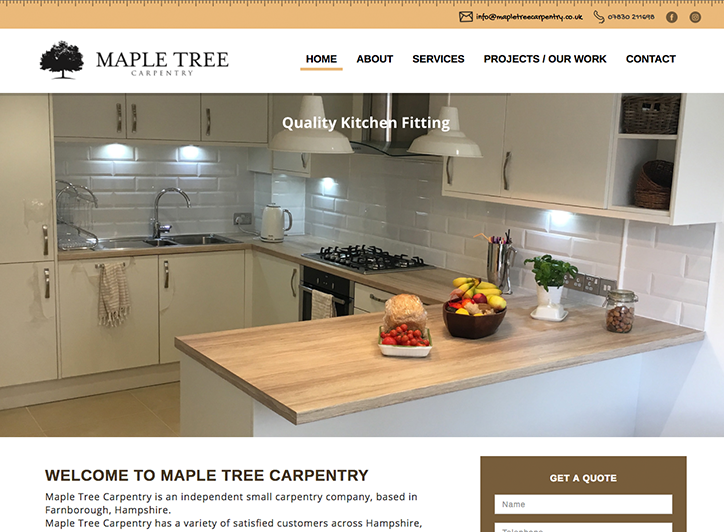 info@mapletreecarpentry.co.uk 07830 211698
MAPLE TREE
CARPENTRY
HOME ABOUT SERVICES PROJECTS / OUR WORK CONTACT
Quality Kitchen Fitting
WELCOME TO MAPLE TREE CARPENTRY
Maple Tree Carpentry is an independent small carpentry company, based in
Farnborough, Hampshire.
Maple Tree Carpentry has a variety of satisfied customers across Hampshire,
GET A QUOTE
Name
Telephone